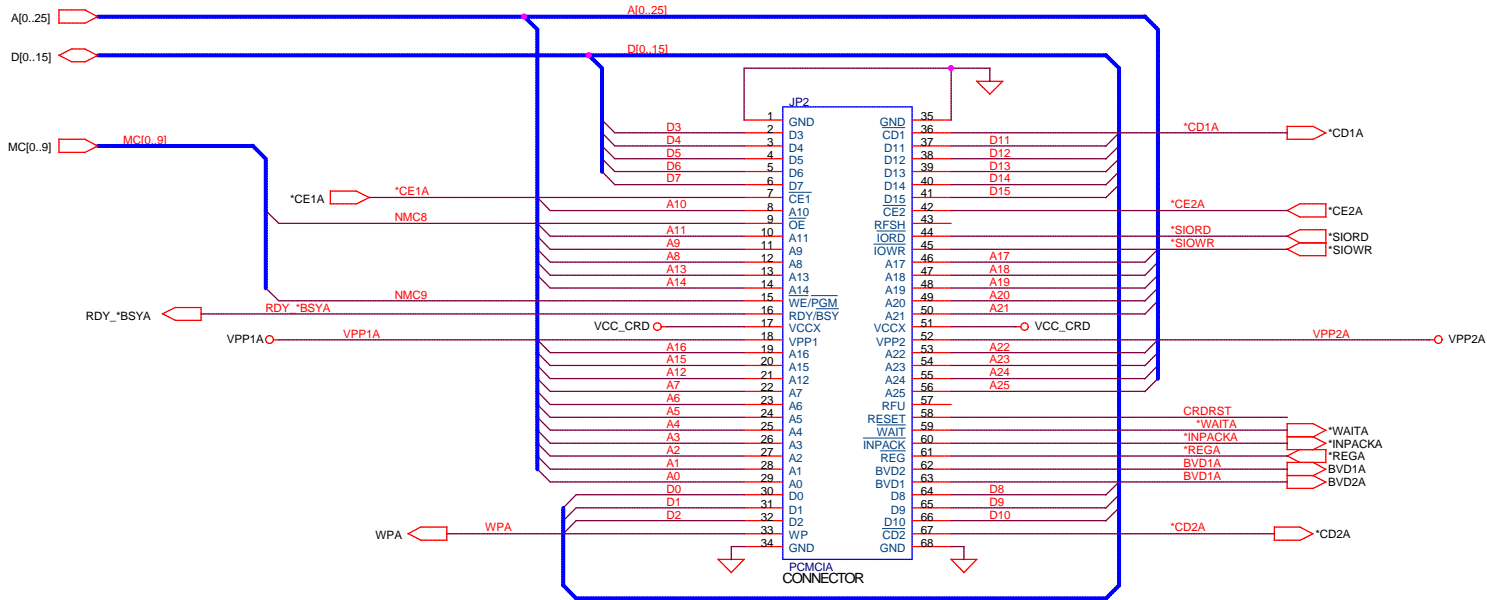 A[0..25] A[0..25]
D[0..15] D[0..15]
JP2
1 GND GND 35
D3 2 D3 CD1 36 *CD1A *CD1A
D4 3 D4 D11 37 D11
MC[0..9] MC[0..9] D5 4 D5 D12 38 D12
D6 5 D6 D13 39 D13
D7 6 D7 D14 40 D14
*CE1A *CE1A 7 CE1 D15 41 D15
A10 8 A10 CE2 42 *CE2A *CE2A
NMC8 9 OE RFSH 43
A11 10 A11 IORD 44 *SIORD *SIORD
A9 11 A9 IOWR 45 *SIOWR *SIOWR
A8 12 A8 A17 46 A17
A13 13 A13 A18 47 A18
A14 14 A14 A19 48 A19
NMC9 15 WE/PGM A20 49 A20
RDY_*BSYA RDY_*BSYA 16 RDY/BSY A21 50 A21
VCC_CRD 17 VCCX VCCX 51 VCC_CRD
VPP1A VPP1A 18 VPP1 VPP2 52 VPP2A VPP2A
A16 19 A16 A22 53 A22
A15 20 A15 A23 54 A23
A12 21 A12 A24 55 A24
A7 22 A7 A25 56 A25
A6 23 A6 RFU 57
A5 24 A5 RESET 58 CRDRST
A4 25 A4 WAIT 59 *WAITA *WAITA
A3 26 A3 INPACK 60 *INPACKA *INPACKA
A2 27 A2 REG 61 *REGA *REGA
A1 28 A1 BVD2 62 BVD1A BVD1A
A0 29 A0 BVD1 63 BVD1A BVD2A
D0 30 D0 D8 64 D8
D1 31 D1 D9 65 D9
D2 32 D2 D10 66 D10
WPA WPA 33 WP CD2 67 *CD2A *CD2A
34 GND GND 68
PCMCIA
CONNECTOR